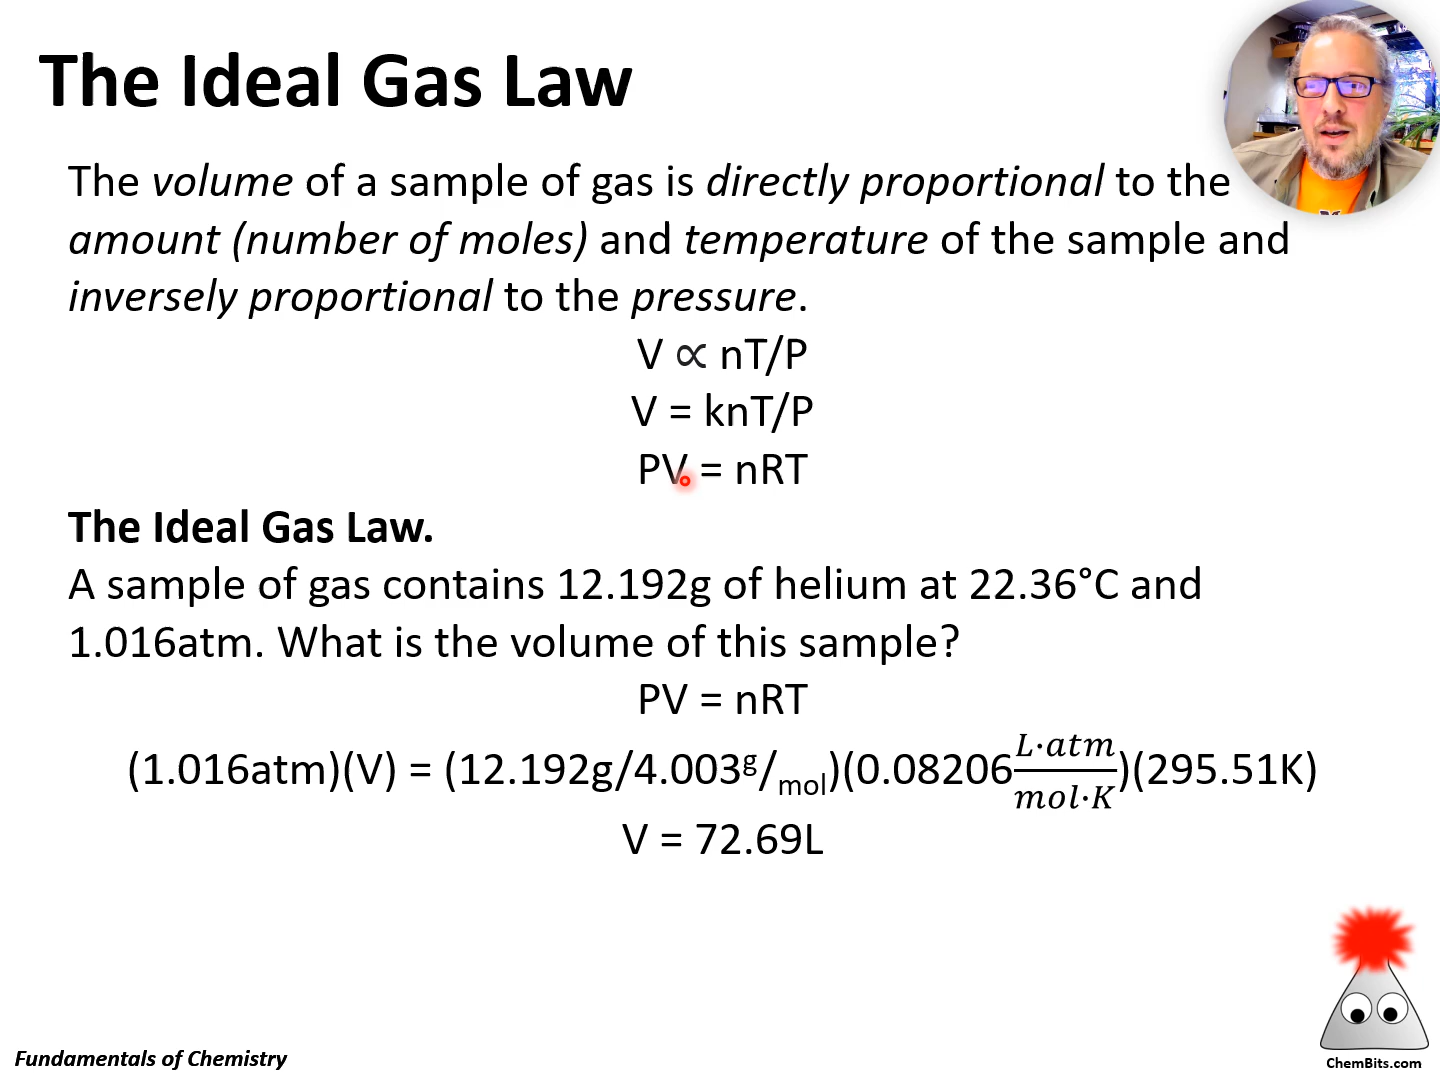 The Ideal Gas Law
The volume of a sample of gas is directly proportional to the
amount (number of moles) and temperature of the sample and
inversely proportional to the pressure.
V ∝ nT/P
V = knT/P
PV = nRT
The Ideal Gas Law.
A sample of gas contains 12.192g of helium at 22.36°C and
1.016atm. What is the volume of this sample?
PV = nRT
(1.016atm)(V) = (12.192g/4.003g/mol)(0.08206 L·atm/mol·K)(295.51K)
V = 72.69L
Fundamentals of Chemistry
ChemBits.com